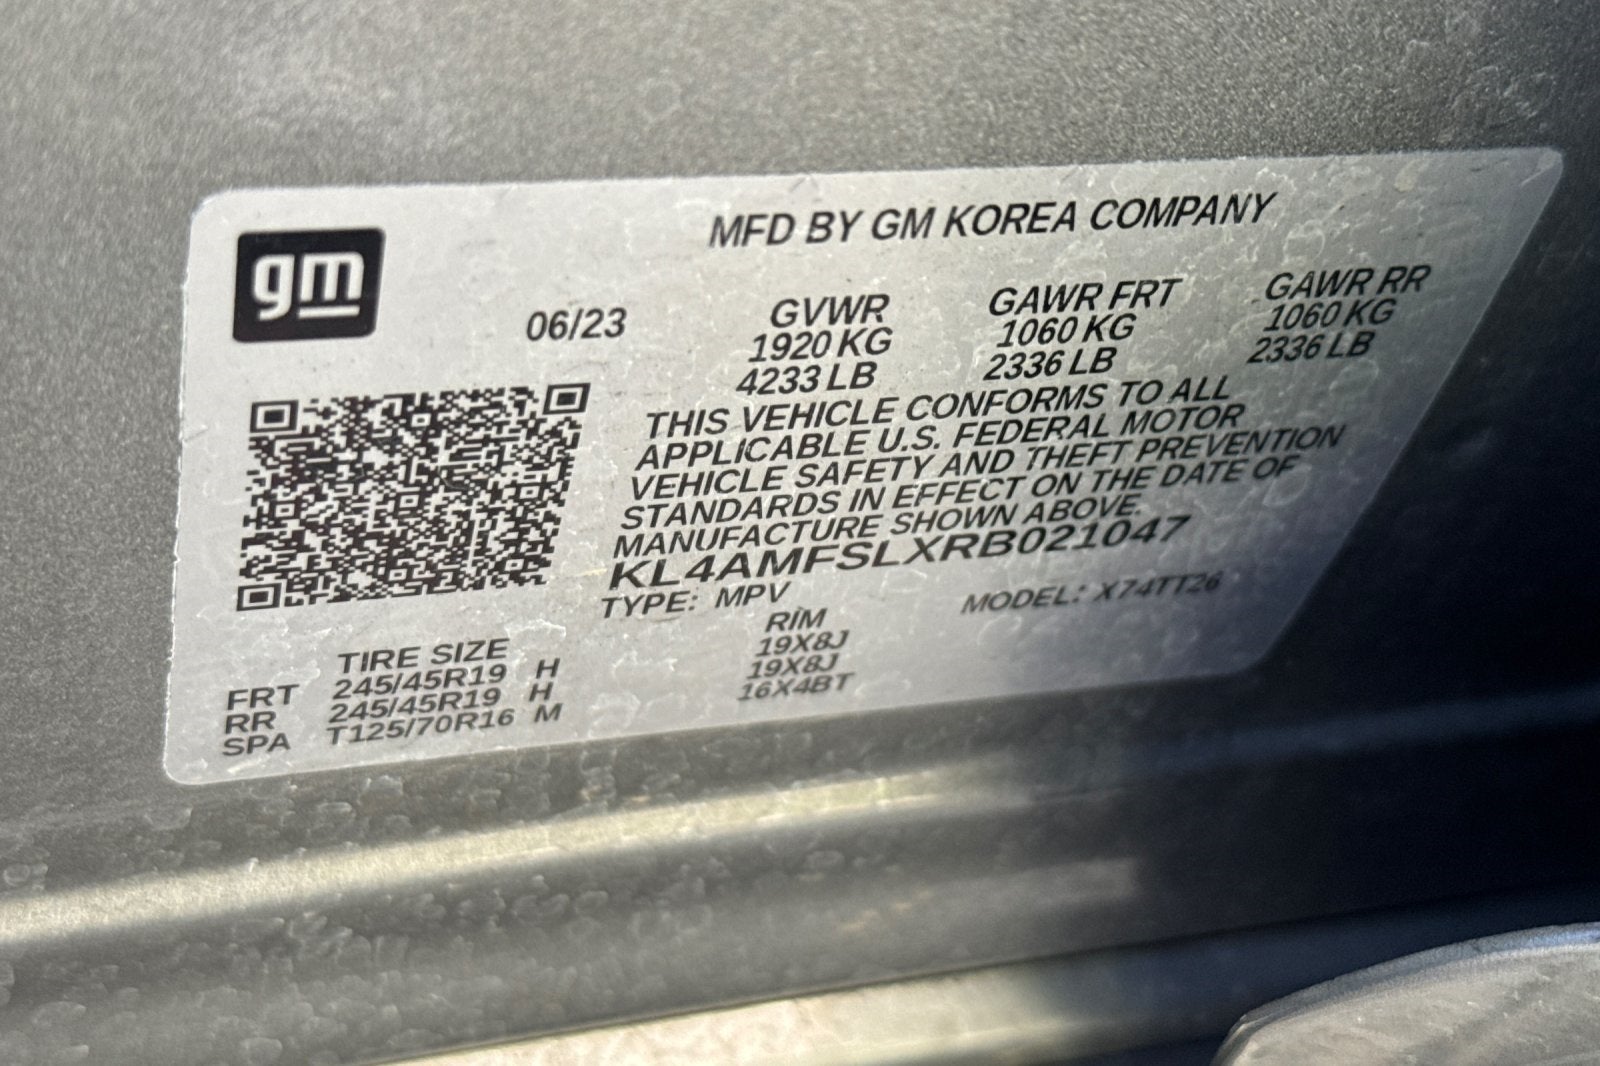 gm
MFD BY GM KOREA COMPANY
06/23
GVWR GAWR FRT GAWR RR
1920 KG 1060 KG 1060 KG
4233 LB 2336 LB 2336 LB
THIS VEHICLE CONFORMS TO ALL
APPLICABLE U.S. FEDERAL MOTOR
VEHICLE SAFETY AND THEFT PREVENTION
STANDARDS IN EFFECT ON THE DATE OF
MANUFACTURE SHOWN ABOVE.
KL4AMFSLXRB021047
TYPE: MPV MODEL: X74TT26
TIRE SIZE RIM
FRT 245/45R19 H 19X8J
RR 245/45R19 H 19X8J
SPA T125/70R16 M 16X4BT